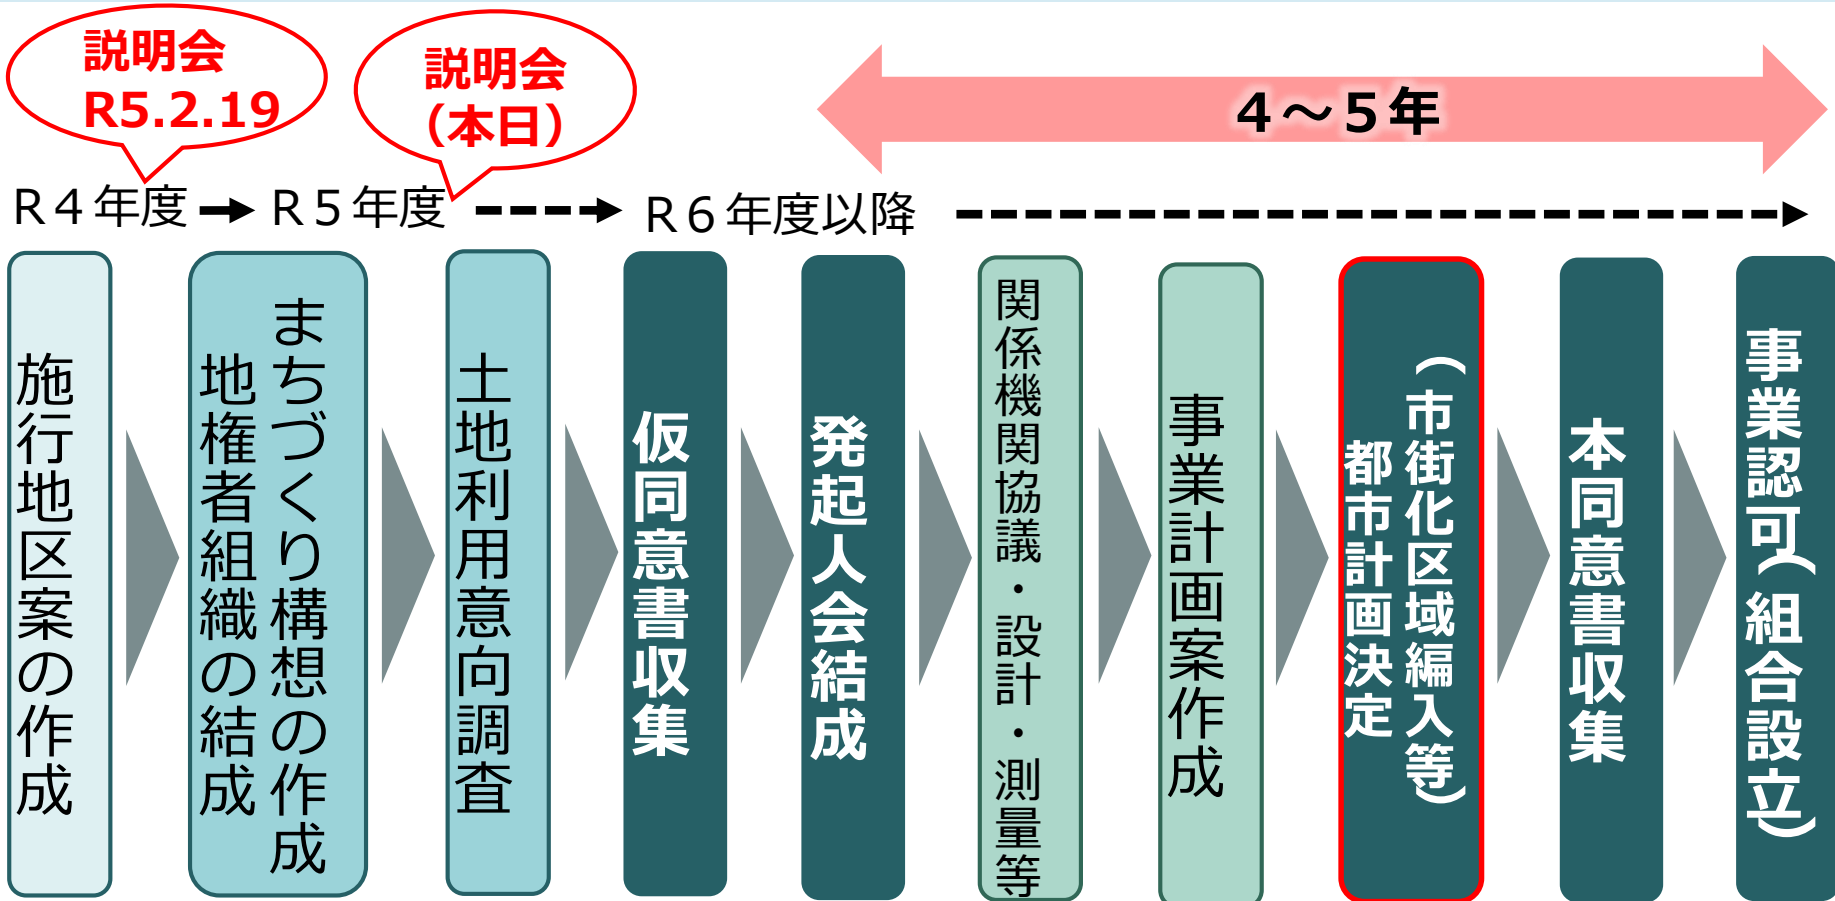 説明会
R5.2.19
説明会
（本日）
４～５年
R４年度
R５年度
R６年度以降
施行地区案の作成
まちづくり構想の作成
地権者組織の結成
土地利用意向調査
仮同意書収集
発起人会結成
関係機関協議・設計・測量等
事業計画案作成
（市街化区域編入等）
都市計画決定
本同意書収集
事業認可（組合設立）